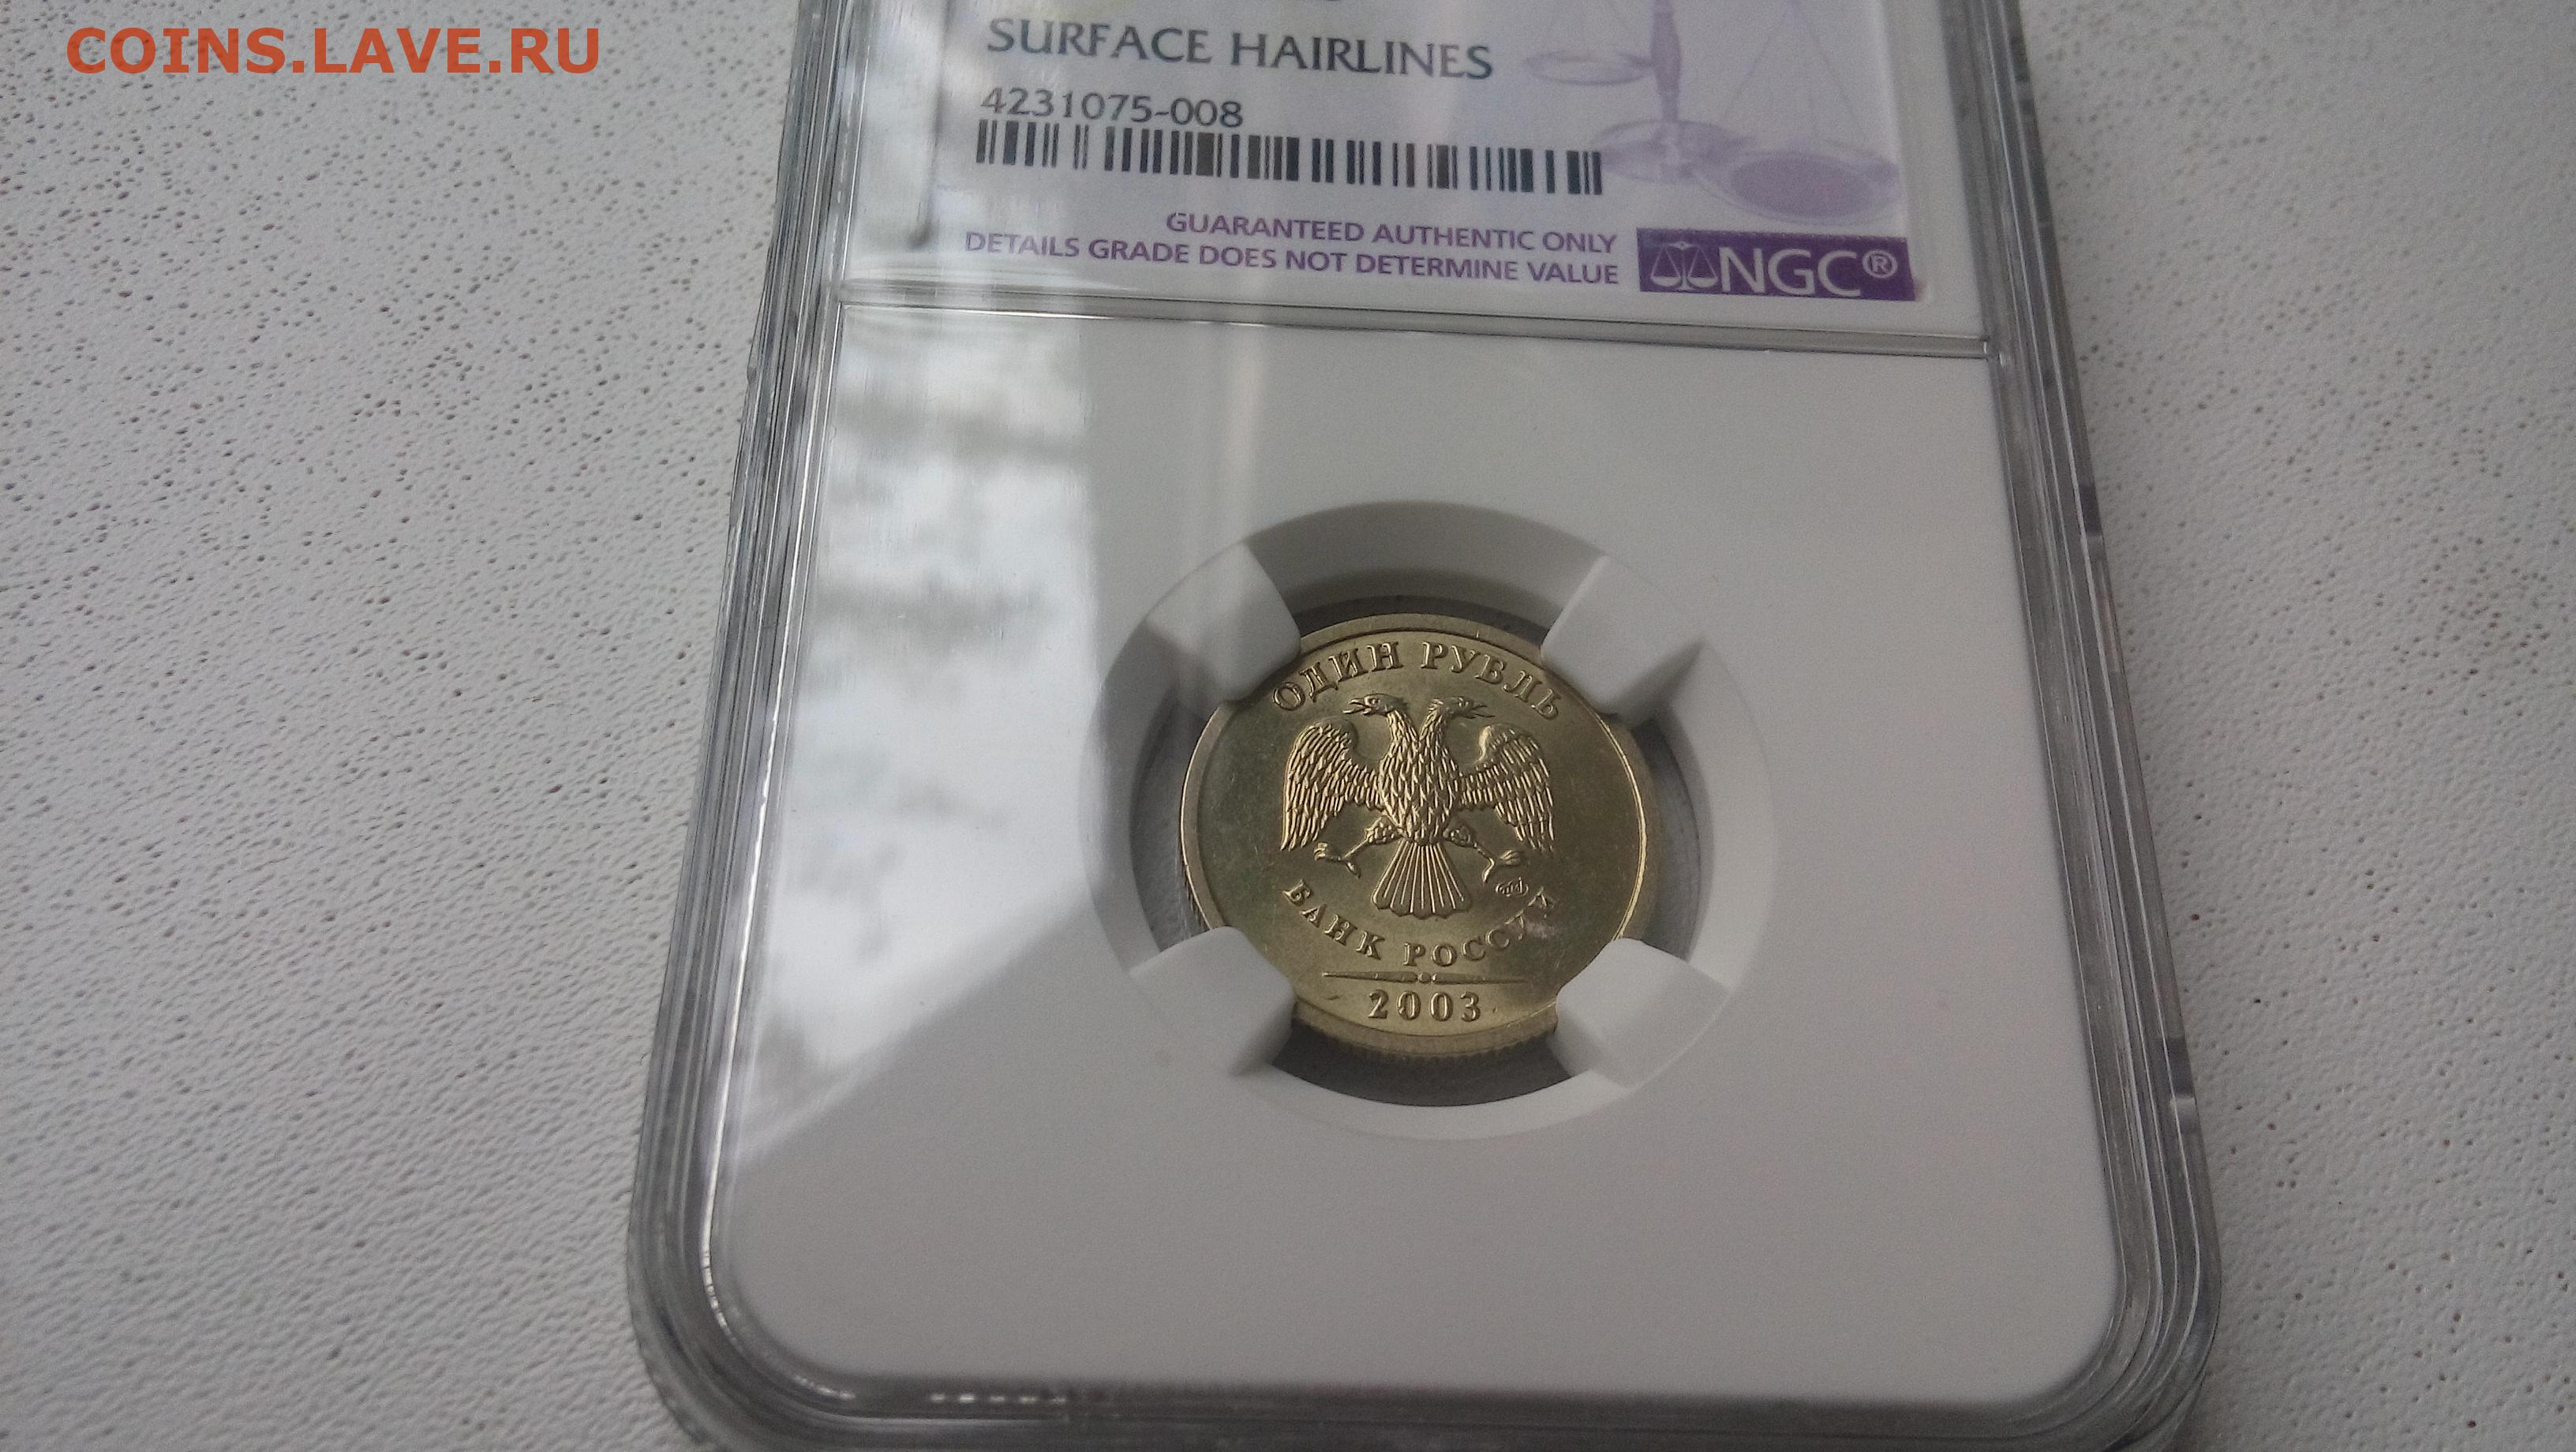 COINS.LAVE.RU
SURFACE HAIRLINES
4231075-008
GUARANTEED AUTHENTIC ONLY
DETAILS GRADE DOES NOT DETERMINE VALUE
NGC®
ОДИН РУБЛЬ
БАНК РОССИИ
2003